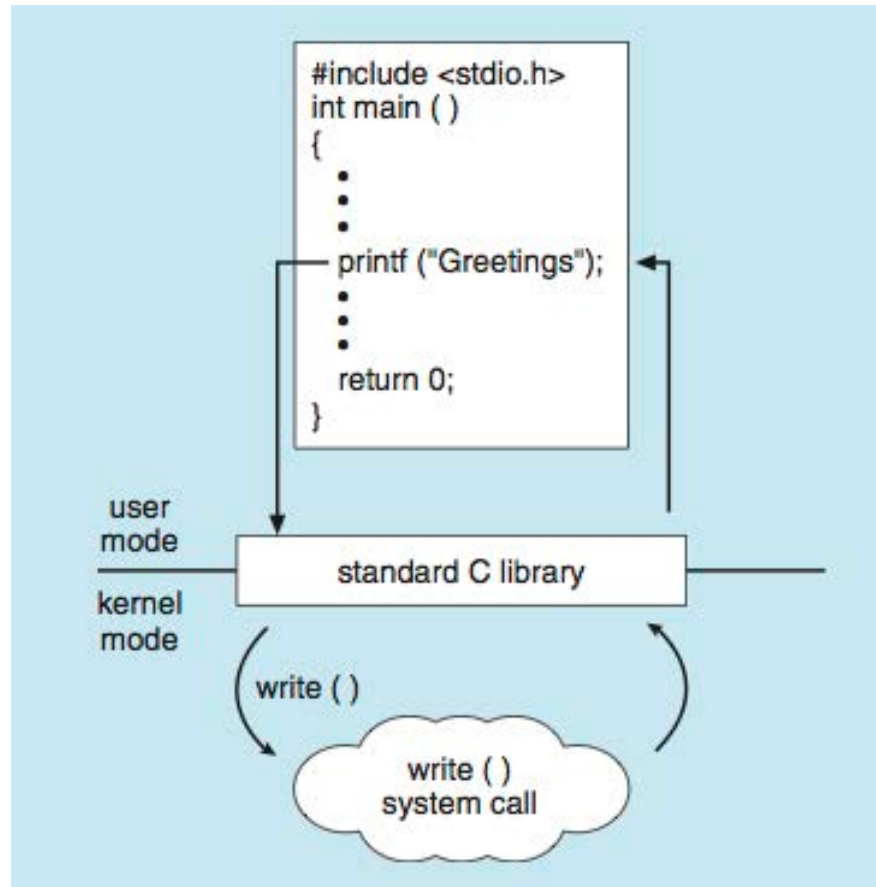 #include <stdio.h>
int main ( )
{
•
•
•
printf ("Greetings");
•
•
•
return 0;
}
user
mode
standard C library
kernel
mode
write ( )
write ( )
system call